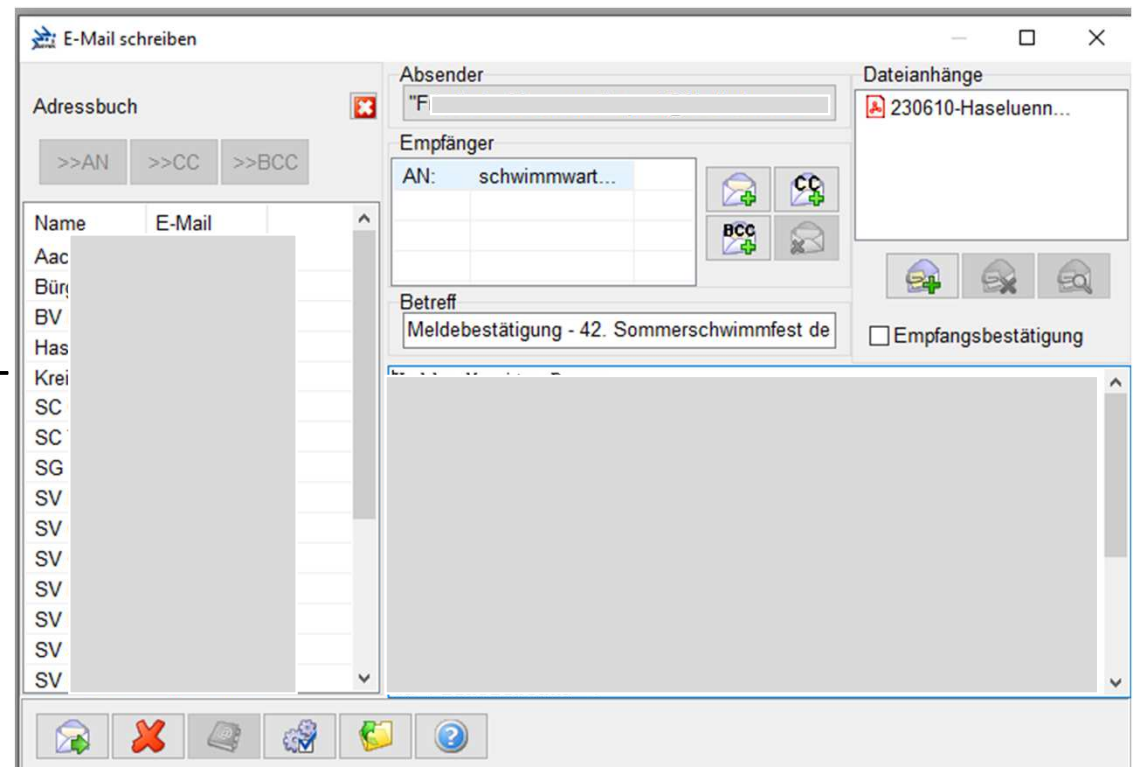 E-Mail schreiben
Adressbuch
>>AN >>CC >>BCC
Name E-Mail
Aac
Bür
BV
Has
Krei
SC
SC
SG
SV
SV
SV
SV
SV
SV
SV
Absender
"F
Empfänger
AN: schwimmwart...
CC
BCC
Betreff
Meldebestätigung - 42. Sommerschwimmfest de
Dateianhänge
230610-Haseluenn...
Empfangsbestätigung